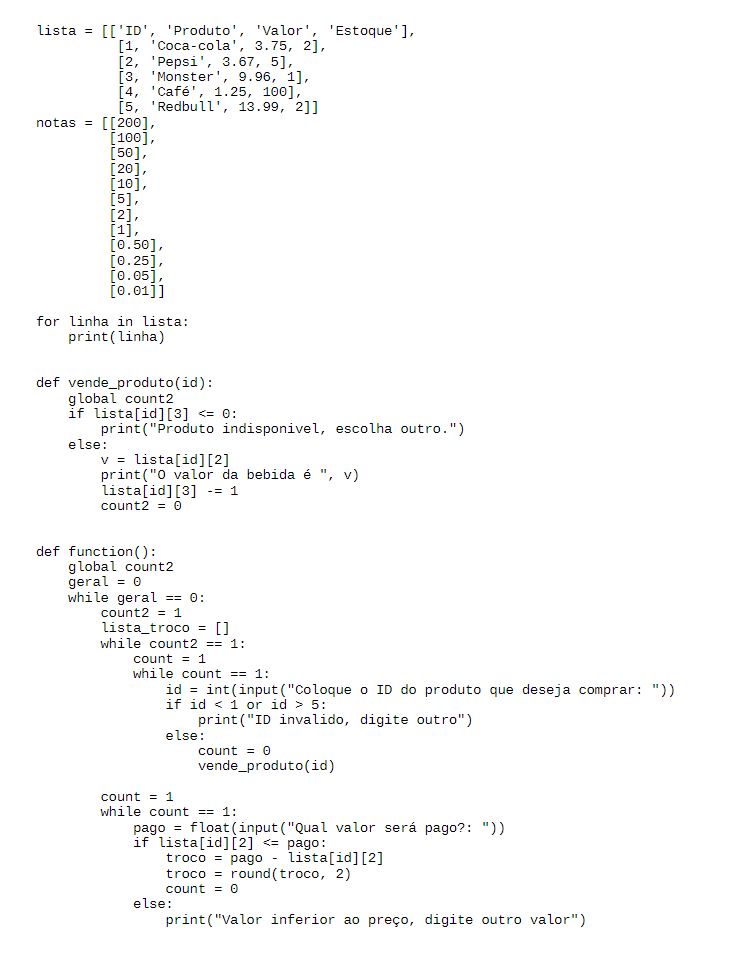 lista = [['ID', 'Produto', 'Valor', 'Estoque'],
          [1, 'Coca-cola', 3.75, 2],
          [2, 'Pepsi', 3.67, 5],
          [3, 'Monster', 9.96, 1],
          [4, 'Café', 1.25, 100],
          [5, 'Redbull', 13.99, 2]]
notas = [[200],
         [100],
         [50],
         [20],
         [10],
         [5],
         [2],
         [1],
         [0.50],
         [0.25],
         [0.05],
         [0.01]]

for linha in lista:
    print(linha)


def vende_produto(id):
    global count2
    if lista[id][3] <= 0:
        print("Produto indisponivel, escolha outro.")
    else:
        v = lista[id][2]
        print("O valor da bebida é ", v)
        lista[id][3] -= 1
        count2 = 0


def function():
    global count2
    geral = 0
    while geral == 0:
        count2 = 1
        lista_troco = []
        while count2 == 1:
            count = 1
            while count == 1:
                id = int(input("Coloque o ID do produto que deseja comprar: "))
                if id < 1 or id > 5:
                    print("ID invalido, digite outro")
                else:
                    count = 0
                    vende_produto(id)

        count = 1
        while count == 1:
            pago = float(input("Qual valor será pago?: "))
            if lista[id][2] <= pago:
                troco = pago - lista[id][2]
                troco = round(troco, 2)
                count = 0
            else:
                print("Valor inferior ao preço, digite outro valor")